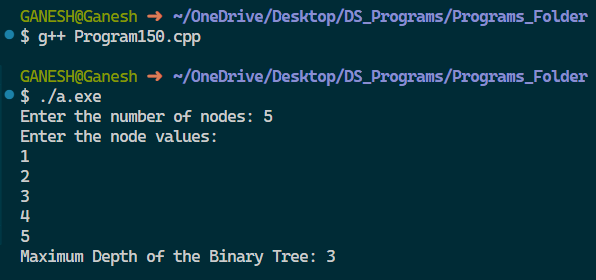 GANESH@Ganesh ➜ ~/OneDrive/Desktop/DS_Programs/Programs_Folder
$ g++ Program150.cpp
GANESH@Ganesh ➜ ~/OneDrive/Desktop/DS_Programs/Programs_Folder
$ ./a.exe
Enter the number of nodes: 5
Enter the node values:
1
2
3
4
5
Maximum Depth of the Binary Tree: 3